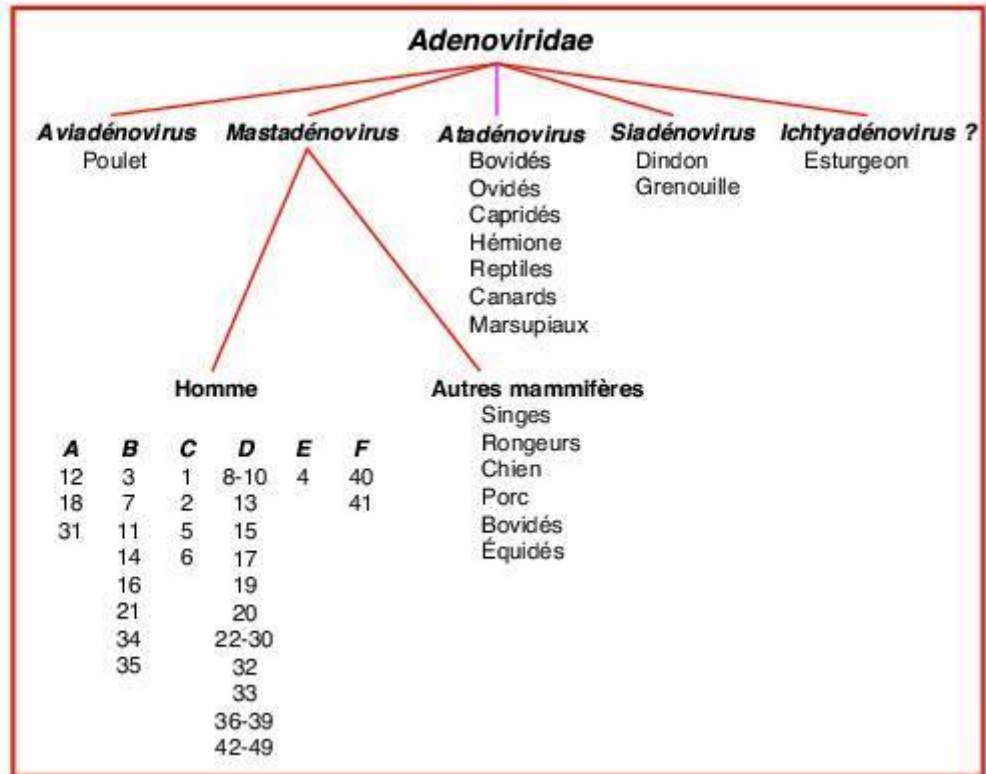 Adenoviridae
Aviadénovirus Mastadénovirus Atadénovirus Siadénovirus Ichtyadénovirus ?
Poulet Bovidés Dindon Esturgeon
Ovidés Grenouille
Capridés
Hémione
Reptiles
Canards
Marsupiaux
Homme Autres mammifères
Singes
Rongeurs
Chien
Porc
Bovidés
Équidés
A B C D E F
12 3 1 8-10 4 40
18 7 2 13 41
31 11 5 15
14 6 17
16 19
21 20
34 22-30
35 32
33
36-39
42-49